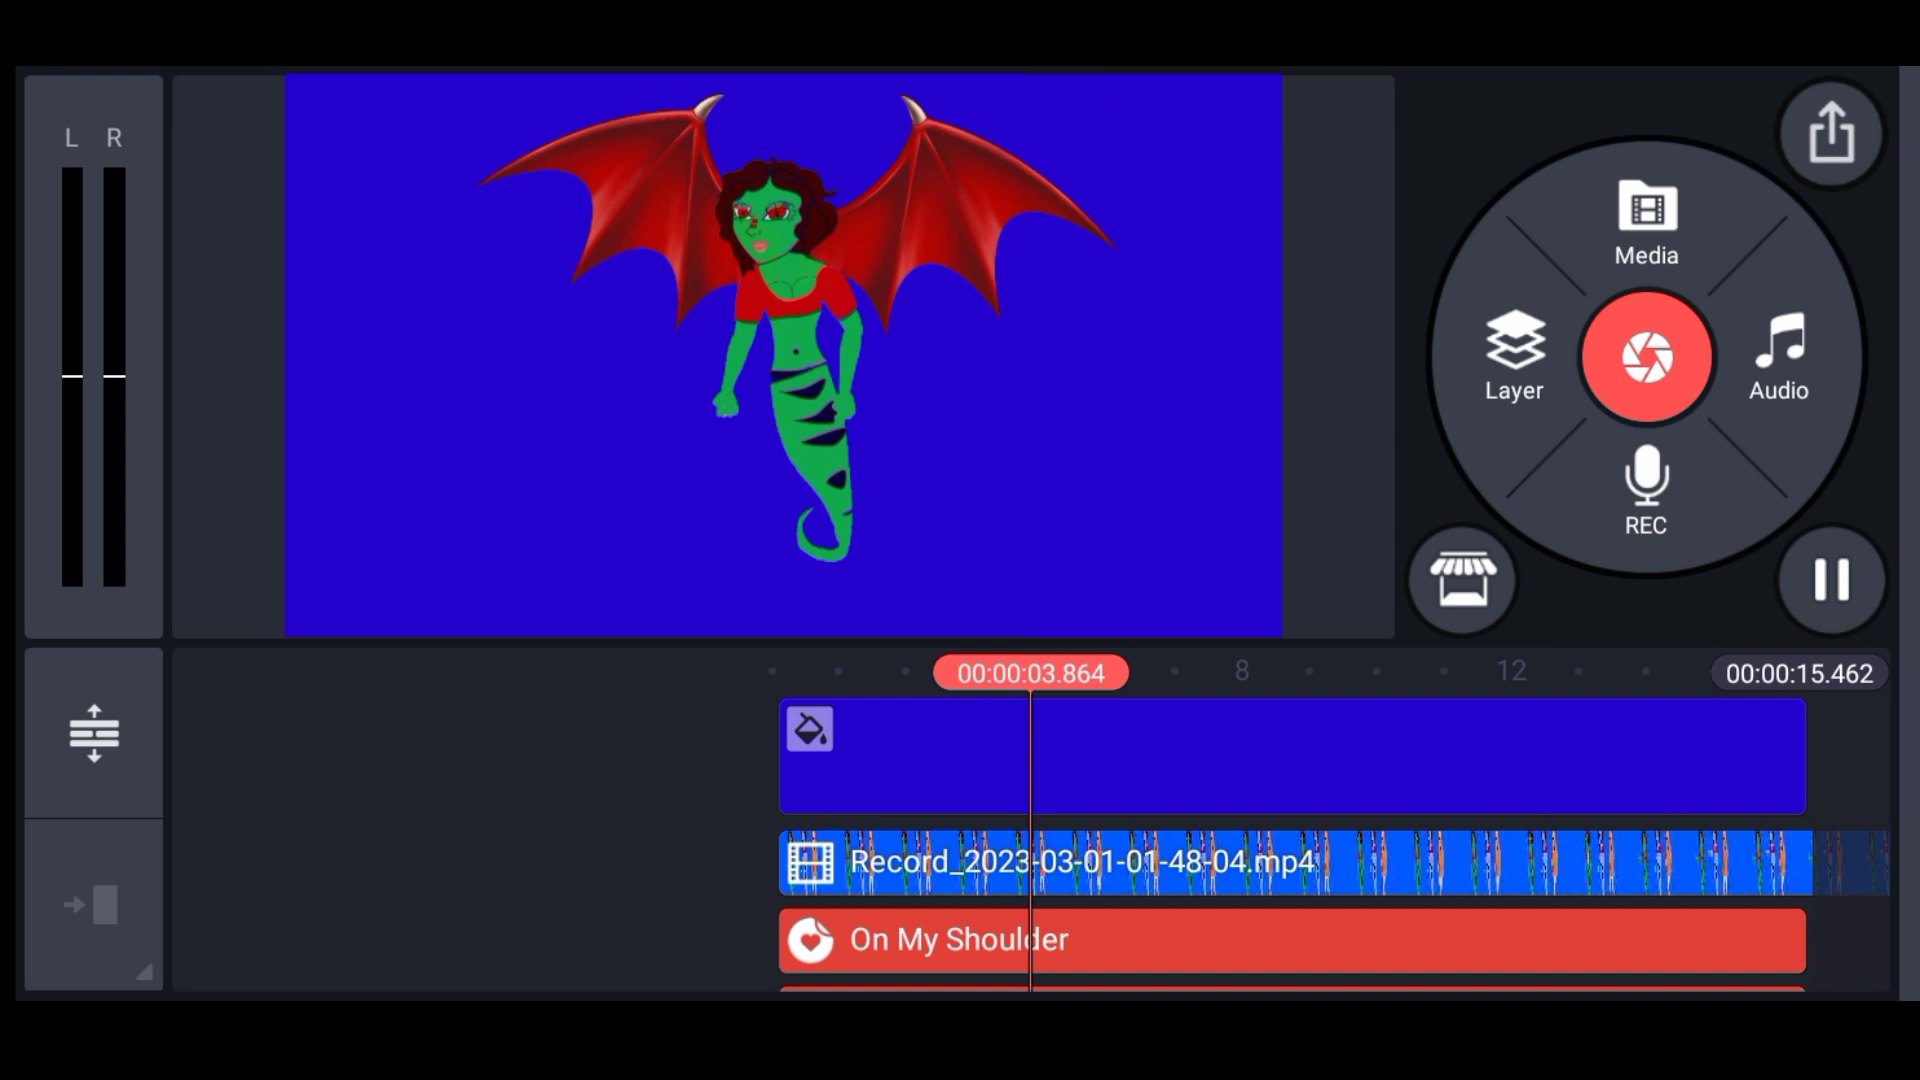 L R
Media
Layer
Audio
REC
00:00:03.864
8
12
00:00:15.462
Record_2023-03-01-01-48-04.mp4
On My Shoulder